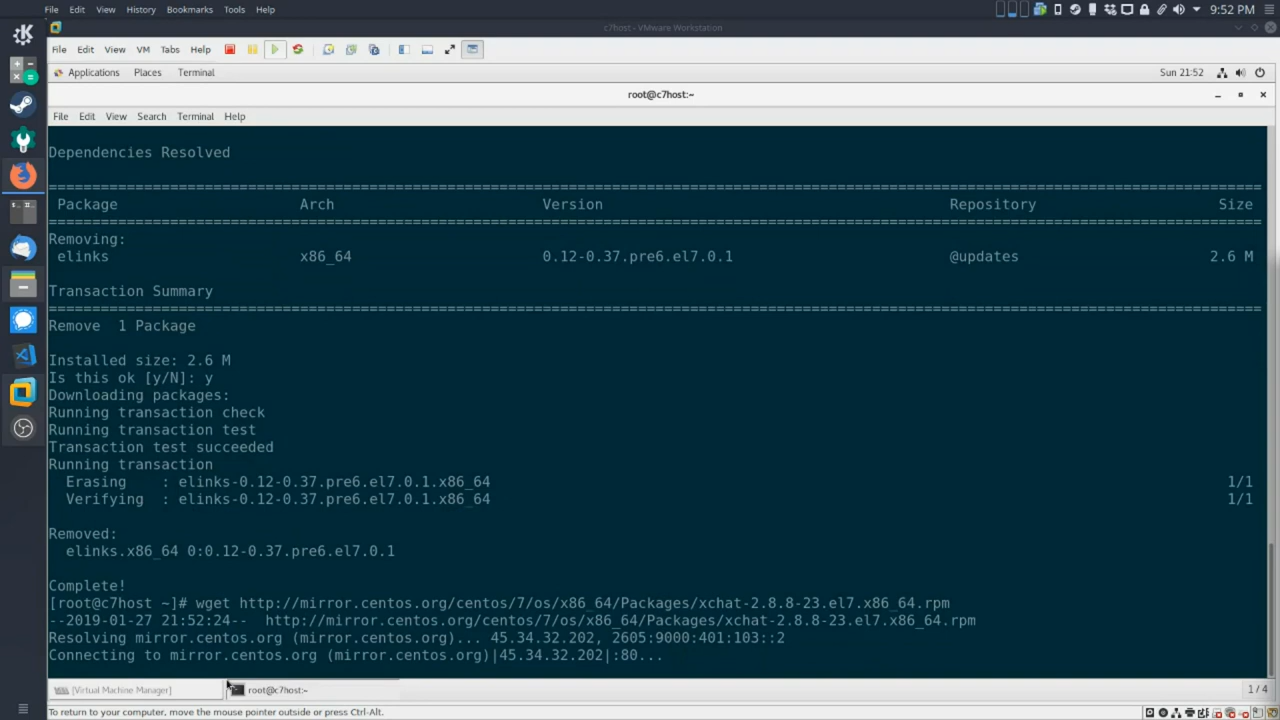 File Edit View History Bookmarks Tools Help
9:52 PM
c7host - VMware Workstation
File Edit View VM Tabs Help
Applications Places Terminal
Sun 21:52
root@c7host:~
File Edit View Search Terminal Help
Dependencies Resolved
================================================================================
Package Arch Version Repository Size
================================================================================
Removing:
elinks x86_64 0.12-0.37.pre6.el7.0.1 @updates 2.6 M
Transaction Summary
================================================================================
Remove 1 Package
Installed size: 2.6 M
Is this ok [y/N]: y
Downloading packages:
Running transaction check
Running transaction test
Transaction test succeeded
Running transaction
Erasing : elinks-0.12-0.37.pre6.el7.0.1.x86_64 1/1
Verifying : elinks-0.12-0.37.pre6.el7.0.1.x86_64 1/1
Removed:
elinks.x86_64 0:0.12-0.37.pre6.el7.0.1
Complete!
[root@c7host ~]# wget http://mirror.centos.org/centos/7/os/x86_64/Packages/xchat-2.8.8-23.el7.x86_64.rpm
--2019-01-27 21:52:24-- http://mirror.centos.org/centos/7/os/x86_64/Packages/xchat-2.8.8-23.el7.x86_64.rpm
Resolving mirror.centos.org (mirror.centos.org)... 45.34.32.202, 2605:9000:401:103::2
Connecting to mirror.centos.org (mirror.centos.org)|45.34.32.202|:80...
[Virtual Machine Manager] root@c7host:~ 1 / 4
To return to your computer, move the mouse pointer outside or press Ctrl-Alt.